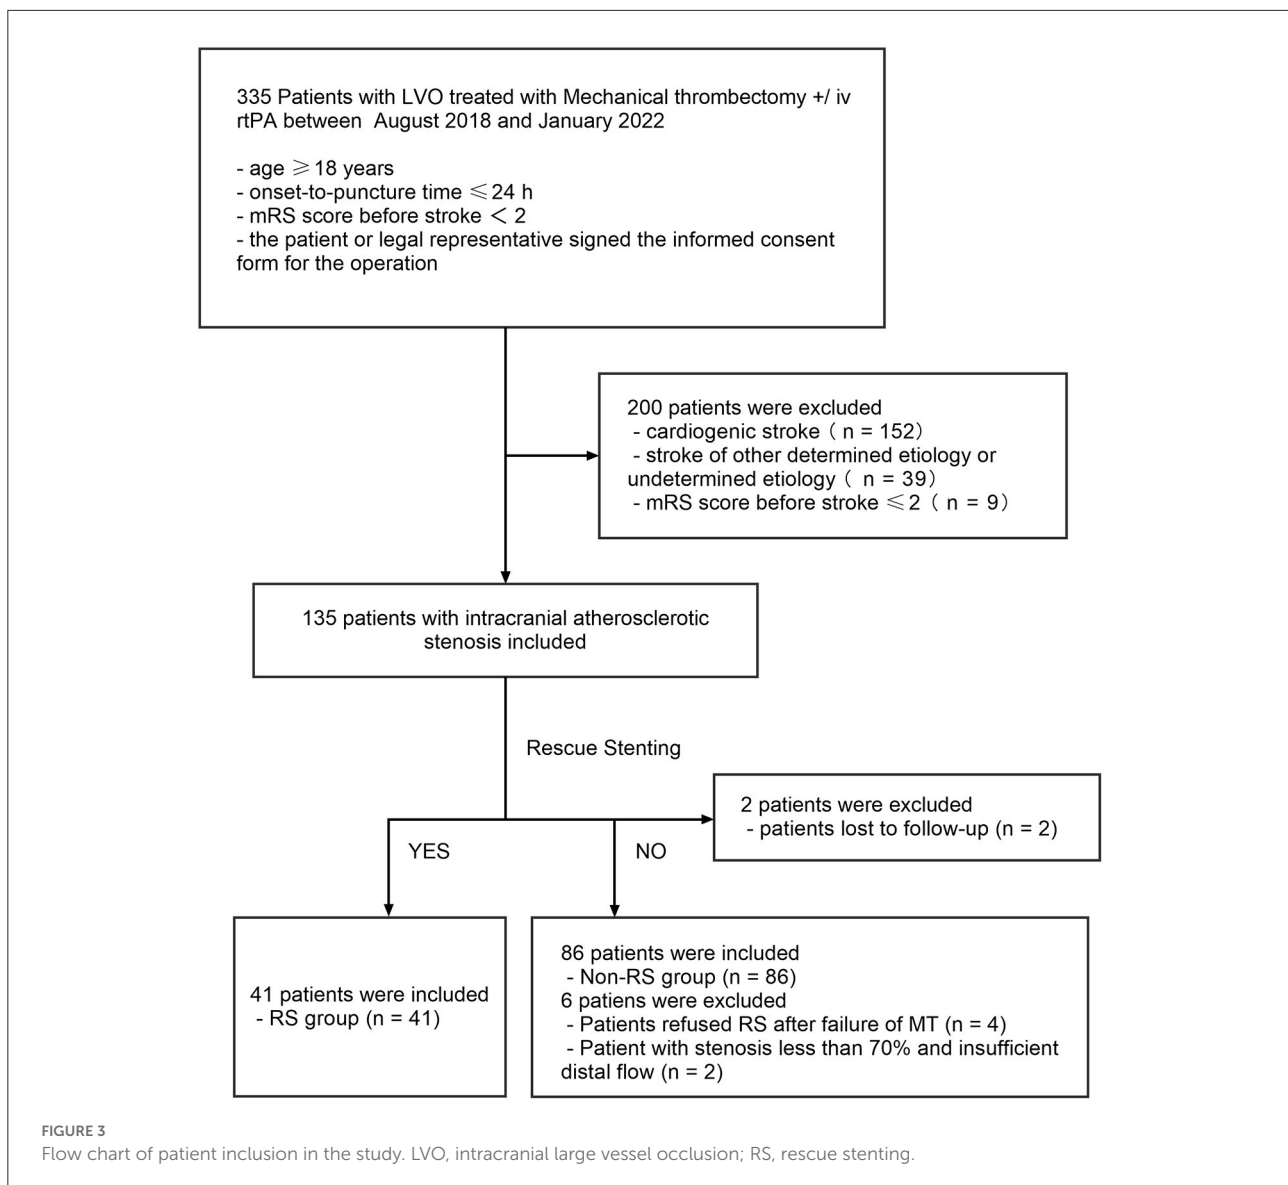 335 Patients with LVO treated with Mechanical thrombectomy +/ iv
rtPA between  August 2018 and January 2022
- age ⩾ 18 years
- onset-to-puncture time ⩽ 24 h
- mRS score before stroke < 2
- the patient or legal representative signed the informed consent
form for the operation
200 patients were excluded
- cardiogenic stroke（ n = 152）
- stroke of other determined etiology or
undetermined etiology（ n = 39）
- mRS score before stroke ⩽2（ n = 9）
135 patients with intracranial atherosclerotic
stenosis included
Rescue Stenting
2 patients were excluded
- patients lost to follow-up (n = 2)
YES
NO
41 patients were included
- RS group (n = 41)
86 patients were included
- Non-RS group (n = 86)
6 patiens were excluded
- Patients refused RS after failure of MT (n = 4)
- Patient with stenosis less than 70% and insufficient
distal flow (n = 2)
FIGURE 3
Flow chart of patient inclusion in the study. LVO, intracranial large vessel occlusion; RS, rescue stenting.